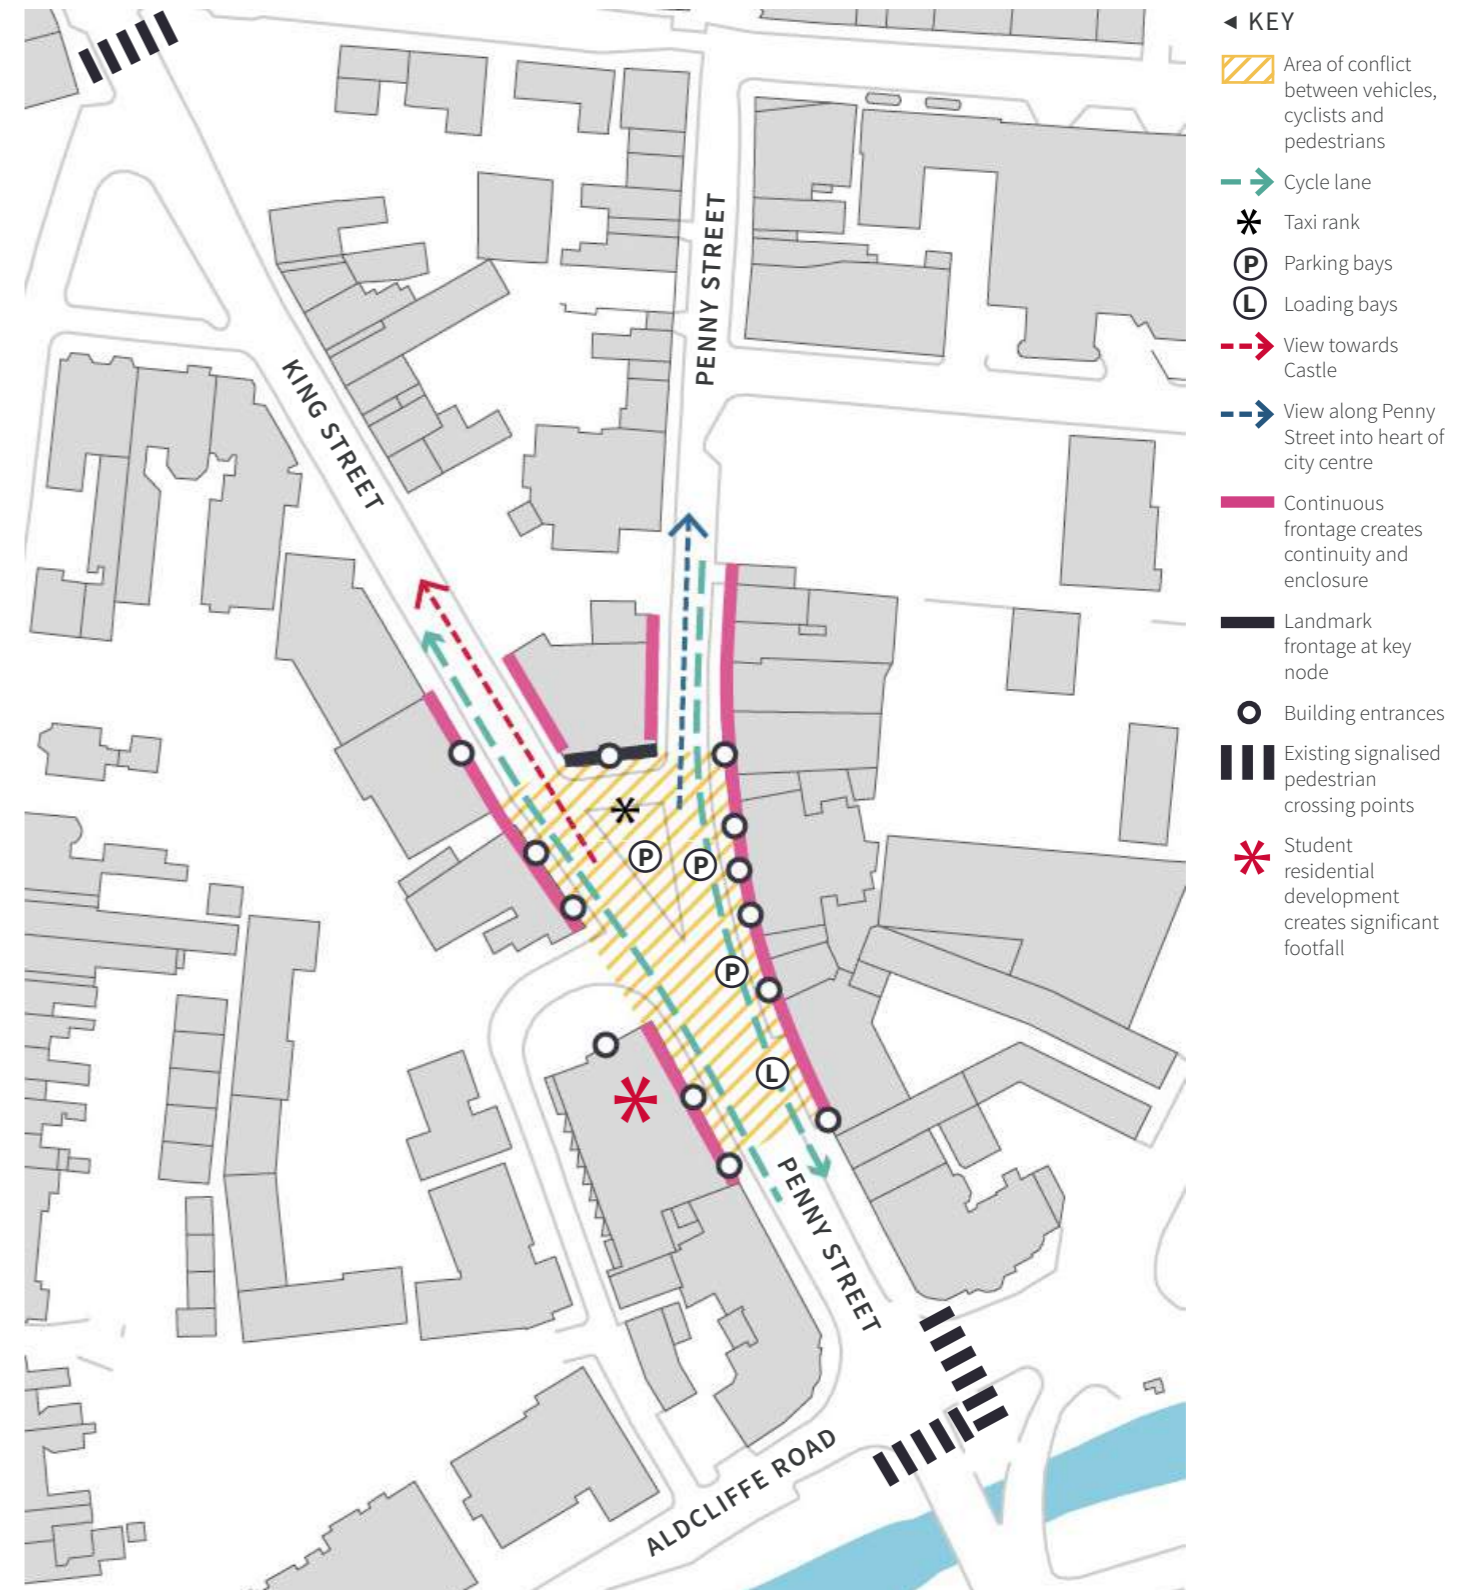 ◄ KEY
Area of conflict
between vehicles,
cyclists and
pedestrians
Cycle lane
Taxi rank
P
Parking bays
L
Loading bays
View towards
Castle
View along Penny
Street into heart of
city centre
Continuous
frontage creates
continuity and
enclosure
Landmark
frontage at key
node
Building entrances
Existing signalised
pedestrian
crossing points
Student
residential
development
creates significant
footfall
PENNY STREET
KING STREET
P
P
P
L
PENNY STREET
ALDCLIFFE ROAD